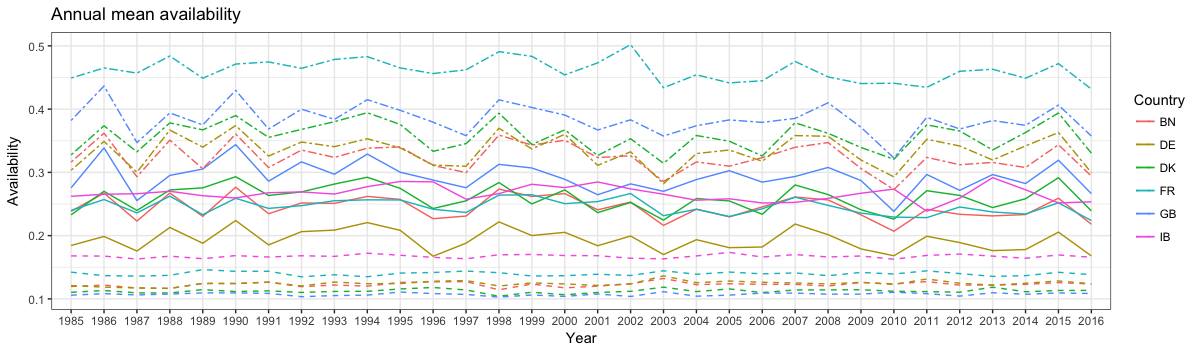 Annual mean availability
Availability
0.5
0.4
0.3
0.2
0.1
1985 1986 1987 1988 1989 1990 1991 1992 1993 1994 1995 1996 1997 1998 1999 2000 2001 2002 2003 2004 2005 2006 2007 2008 2009 2010 2011 2012 2013 2014 2015 2016
Year
Country
BN
DE
DK
FR
GB
IB